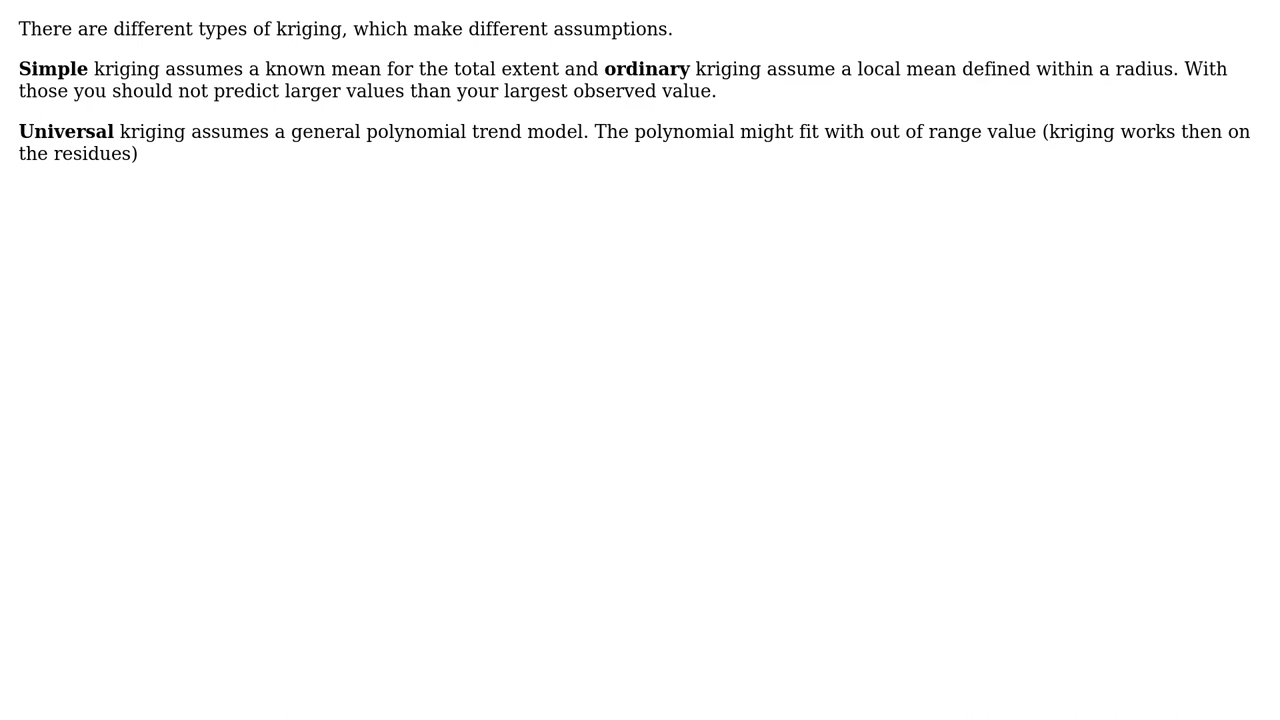 There are different types of kriging, which make different assumptions.
Simple kriging assumes a known mean for the total extent and ordinary kriging assume a local mean defined within a radius. With
those you should not predict larger values than your largest observed value.
Universal kriging assumes a general polynomial trend model. The polynomial might fit with out of range value (kriging works then on
the residues)